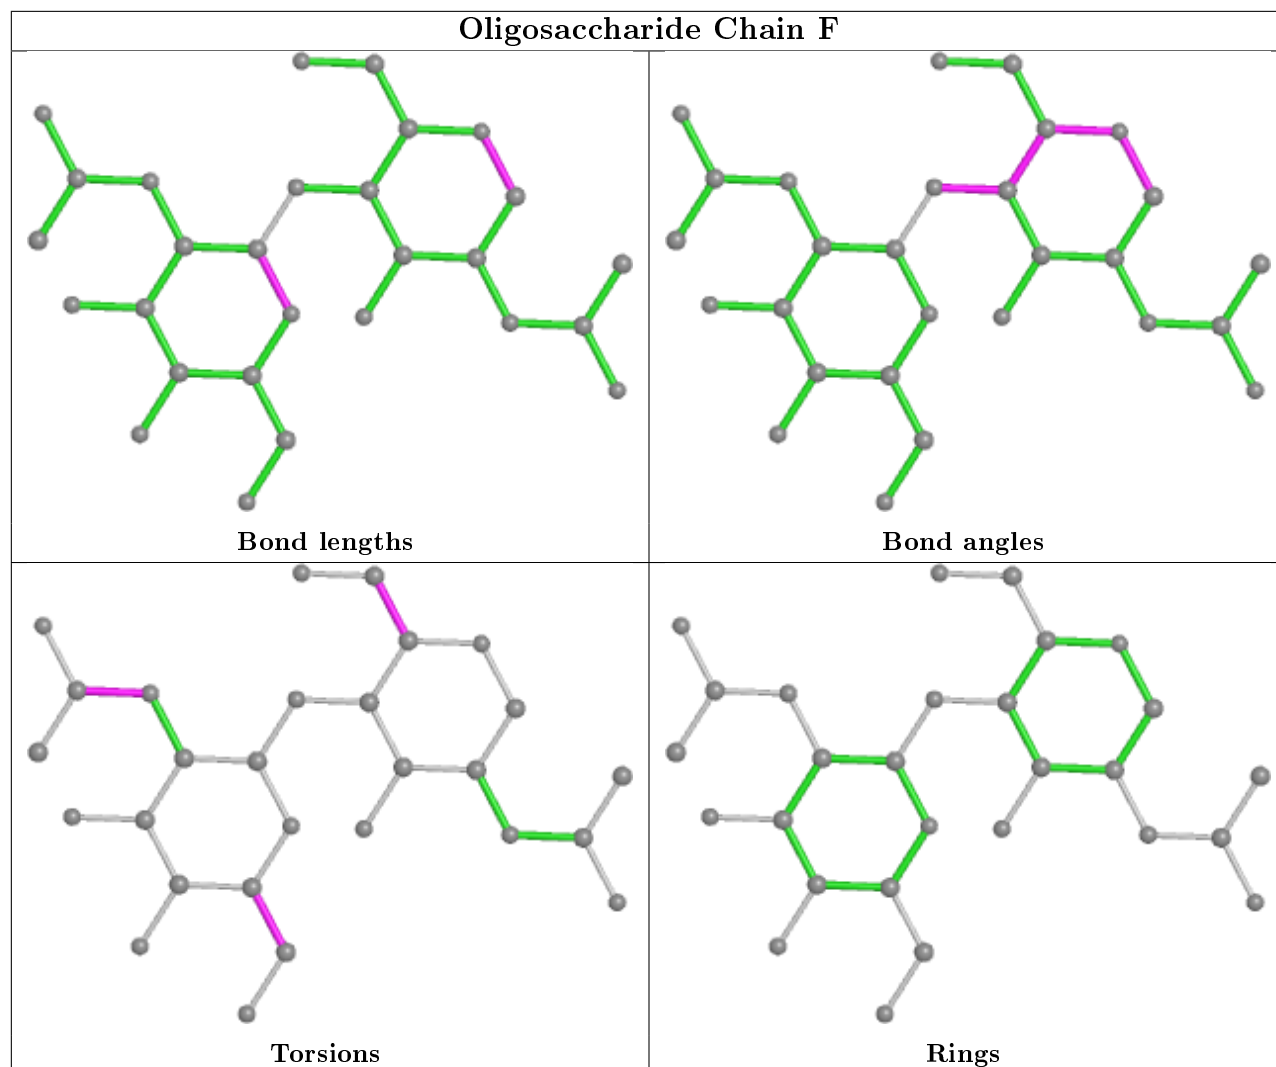 Oligosaccharide Chain F
Bond lengths
Bond angles
Torsions
Rings